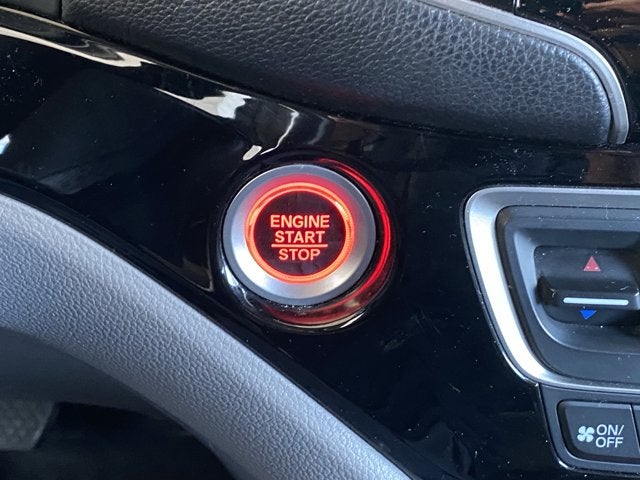 ENGINE
START
STOP
ON/
OFF